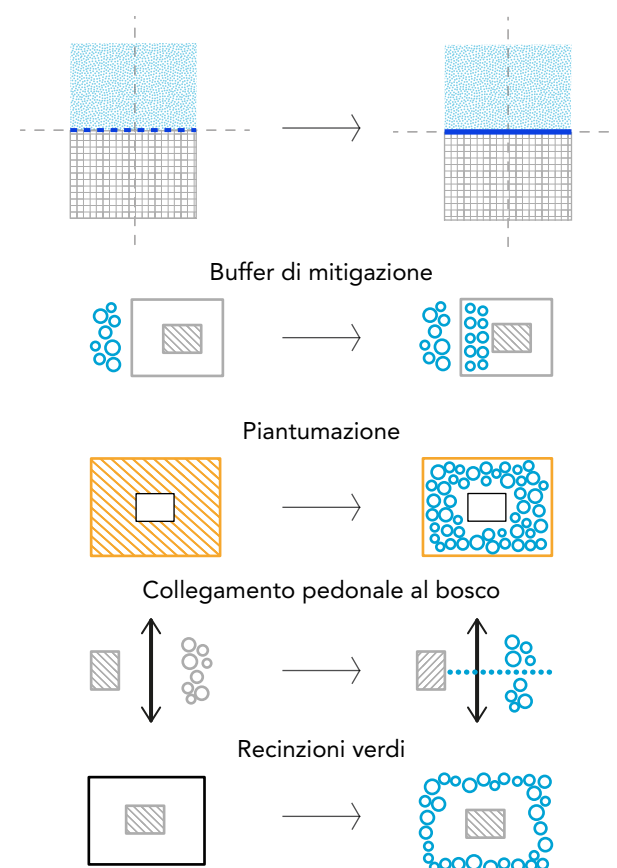 Buffer di mitigazione
Piantumazione
Collegamento pedonale al bosco
Recinzioni verdi